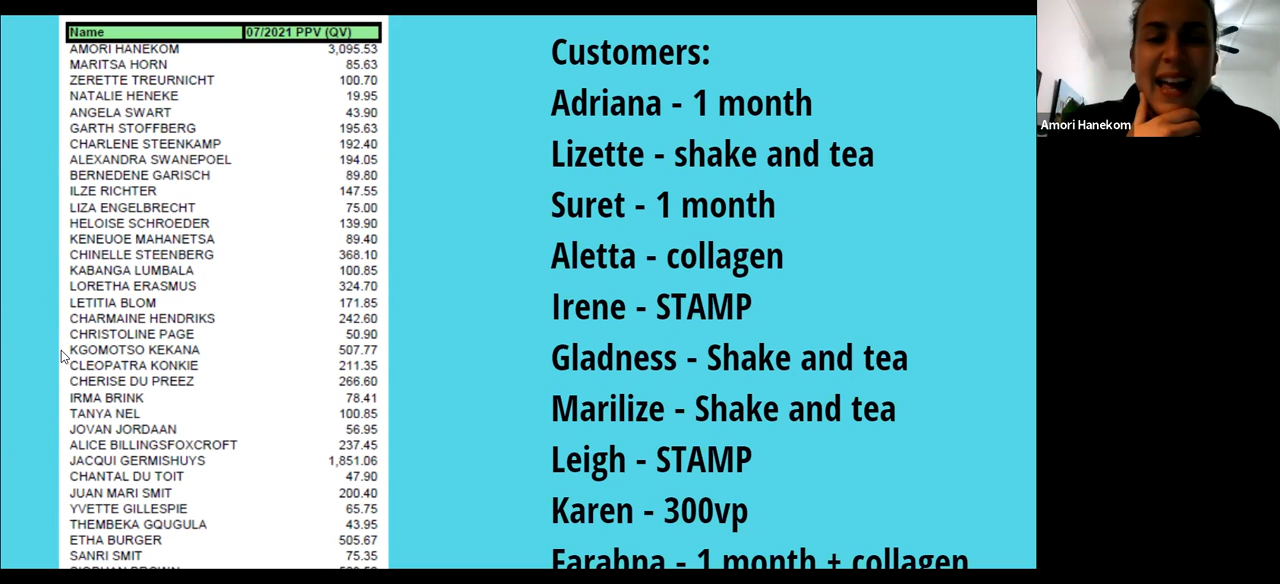 Name 07/2021 PPV (QV)
AMORI HANEKOM 3,095.53
MARITSA HORN 85.63
ZERETTE TREURNICHT 100.70
NATALIE HENEKE 19.95
ANGELA SWART 43.90
GARTH STOFFBERG 195.63
CHARLENE STEENKAMP 192.40
ALEXANDRA SWANEPOEL 194.05
BERNEDENE GARISCH 89.80
ILZE RICHTER 147.55
LIZA ENGELBRECHT 75.00
HELOISE SCHROEDER 139.90
KENEUOE MAHANETSA 89.40
CHINELLE STEENBERG 368.10
KABANGA LUMBALA 100.85
LORETHA ERASMUS 324.70
LETITIA BLOM 171.85
CHARMAINE HENDRIKS 242.60
CHRISTOLINE PAGE 50.90
KGOMOTSO KEKANA 507.77
CLEOPATRA KONKIE 211.35
CHERISE DU PREEZ 266.60
IRMA BRINK 78.41
TANYA NEL 100.85
JOVAN JORDAAN 56.95
ALICE BILLINGSFOXCROFT 237.45
JACQUI GERMISHUYS 1,851.06
CHANTAL DU TOIT 47.90
JUAN MARI SMIT 200.40
YVETTE GILLESPIE 65.75
THEMBEKA GQUGULA 43.95
ETHA BURGER 505.67
SANRI SMIT 75.35
Customers:
Adriana - 1 month
Lizette - shake and tea
Suret - 1 month
Aletta - collagen
Irene - STAMP
Gladness - Shake and tea
Marilize - Shake and tea
Leigh - STAMP
Karen - 300vp
Farahna - 1 month + collagen
Amori Hanekom